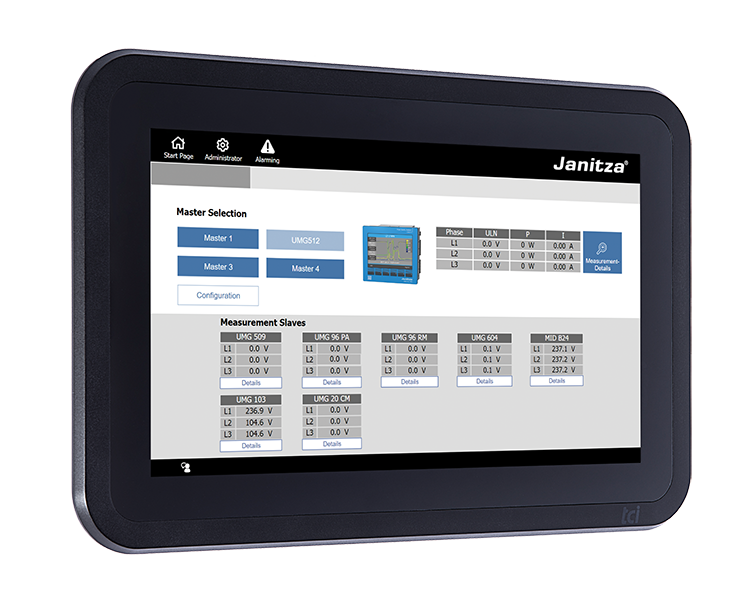 Start Page Administrator Alarming
Janitza®
Master Selection
Master 1 UMG512
Master 3 Master 4
Configuration
Phase ULN P I
L1 0.0 V 0 W 0.00 A
L2 0.0 V 0 W 0.00 A
L3 0.0 V 0 W 0.00 A
Measurement-
Details
Measurement Slaves
UMG 509 UMG 96 PA UMG 96 RM UMG 604 MID B24
L1 0.0 V L1 0.0 V L1 0.0 V L1 0.1 V L1 237.1 V
L2 0.0 V L2 0.0 V L2 0.0 V L2 0.1 V L2 237.2 V
L3 0.0 V L3 0.0 V L3 0.0 V L3 0.1 V L3 237.2 V
Details Details Details Details Details
UMG 103 UMG 20 CM
L1 236.9 V L1 0.0 V
L2 104.6 V L2 0.0 V
L3 104.6 V L3 0.0 V
Details Details
tci